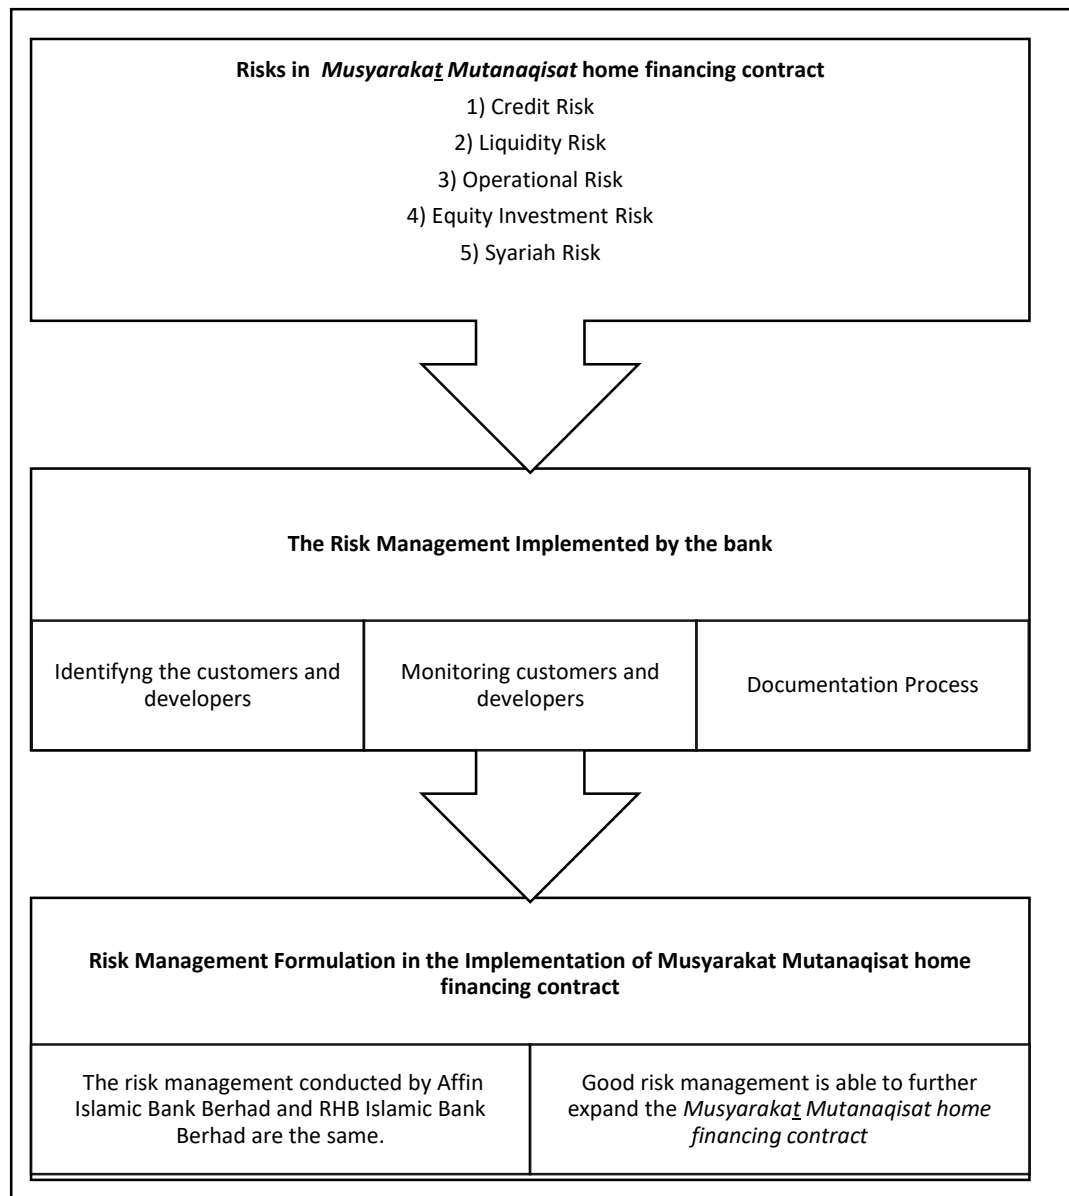 Risks in Musyarakat Mutanaqisat home financing contract
1) Credit Risk
2) Liquidity Risk
3) Operational Risk
4) Equity Investment Risk
5) Syariah Risk
The Risk Management Implemented by the bank
Identifyng the customers and
developers
Monitoring customers and
developers
Documentation Process
Risk Management Formulation in the Implementation of Musyarakat Mutanaqisat home
financing contract
The risk management conducted by Affin
Islamic Bank Berhad and RHB Islamic Bank
Berhad are the same.
Good risk management is able to further
expand the Musyarakat Mutanaqisat home
financing contract